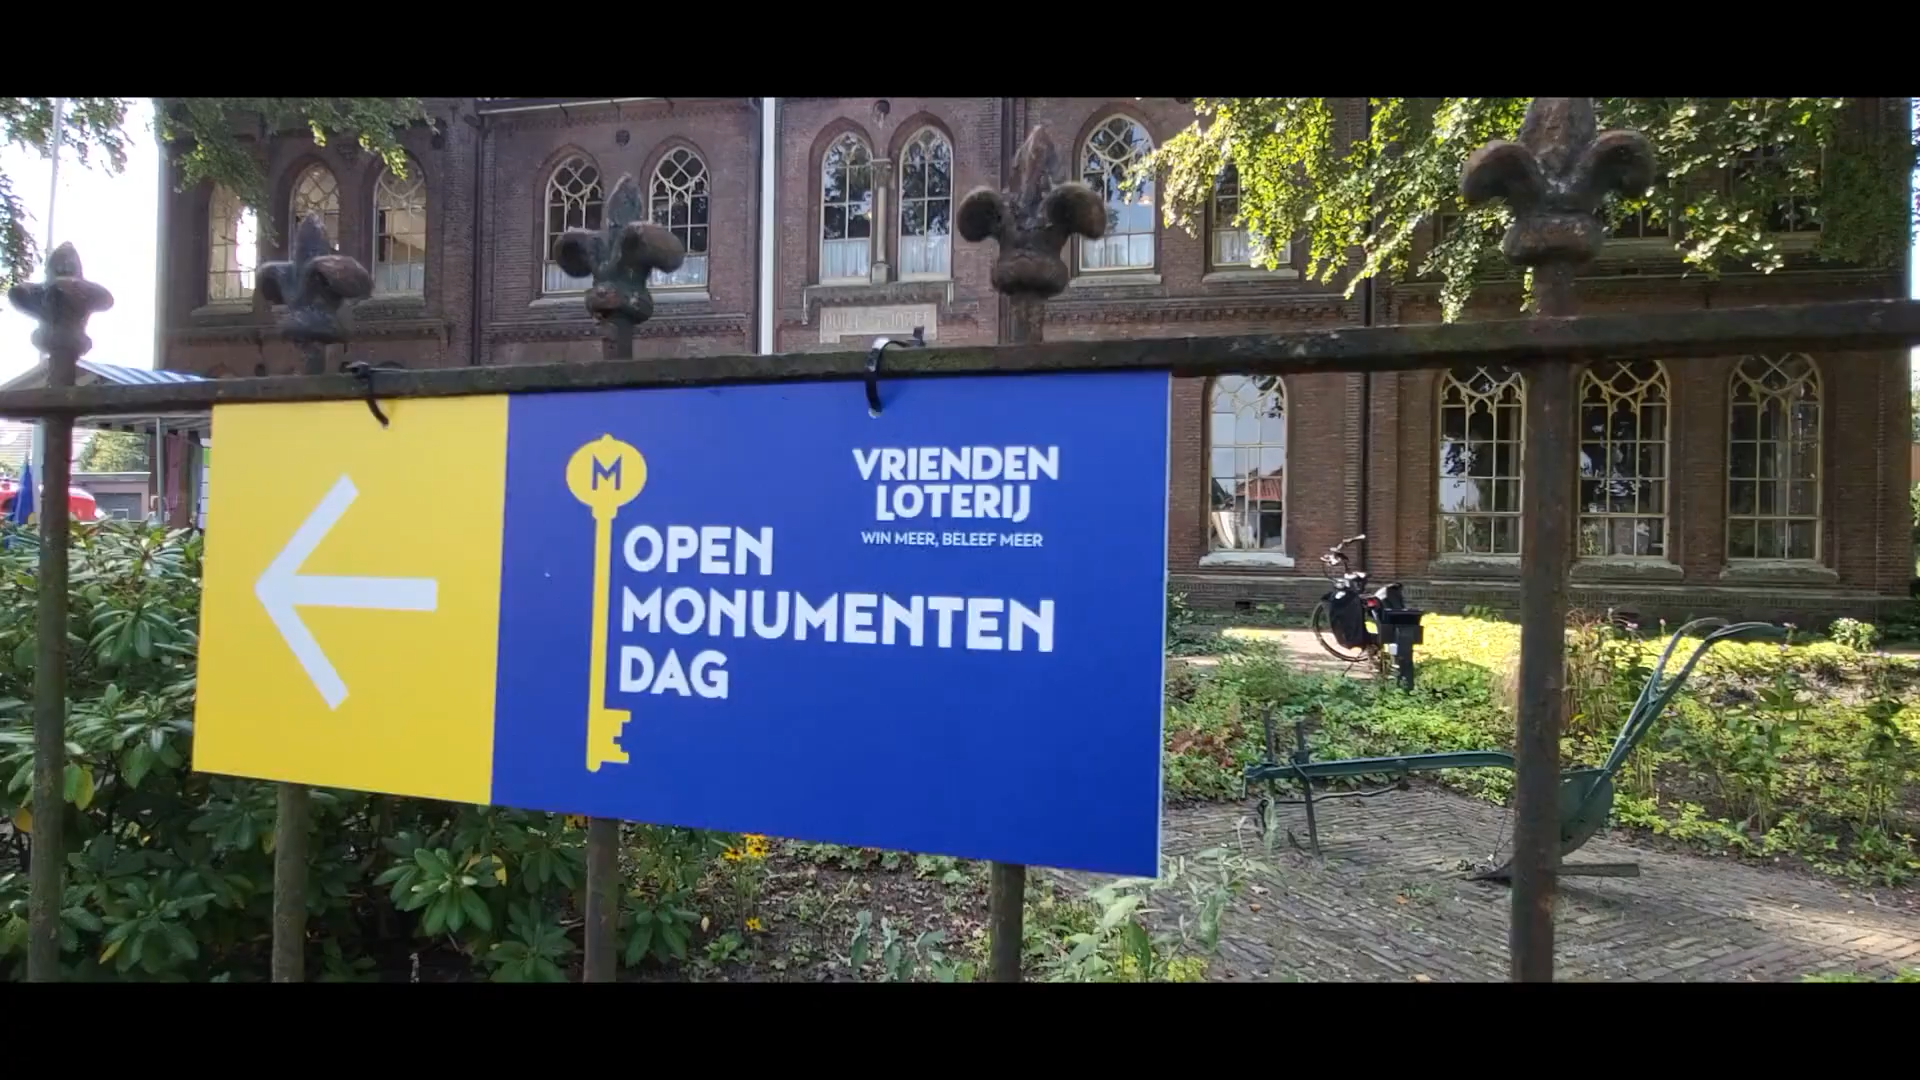 M
VRIENDEN
LOTERIJ
WIN MEER, BELEEF MEER
OPEN
MONUMENTEN
DAG